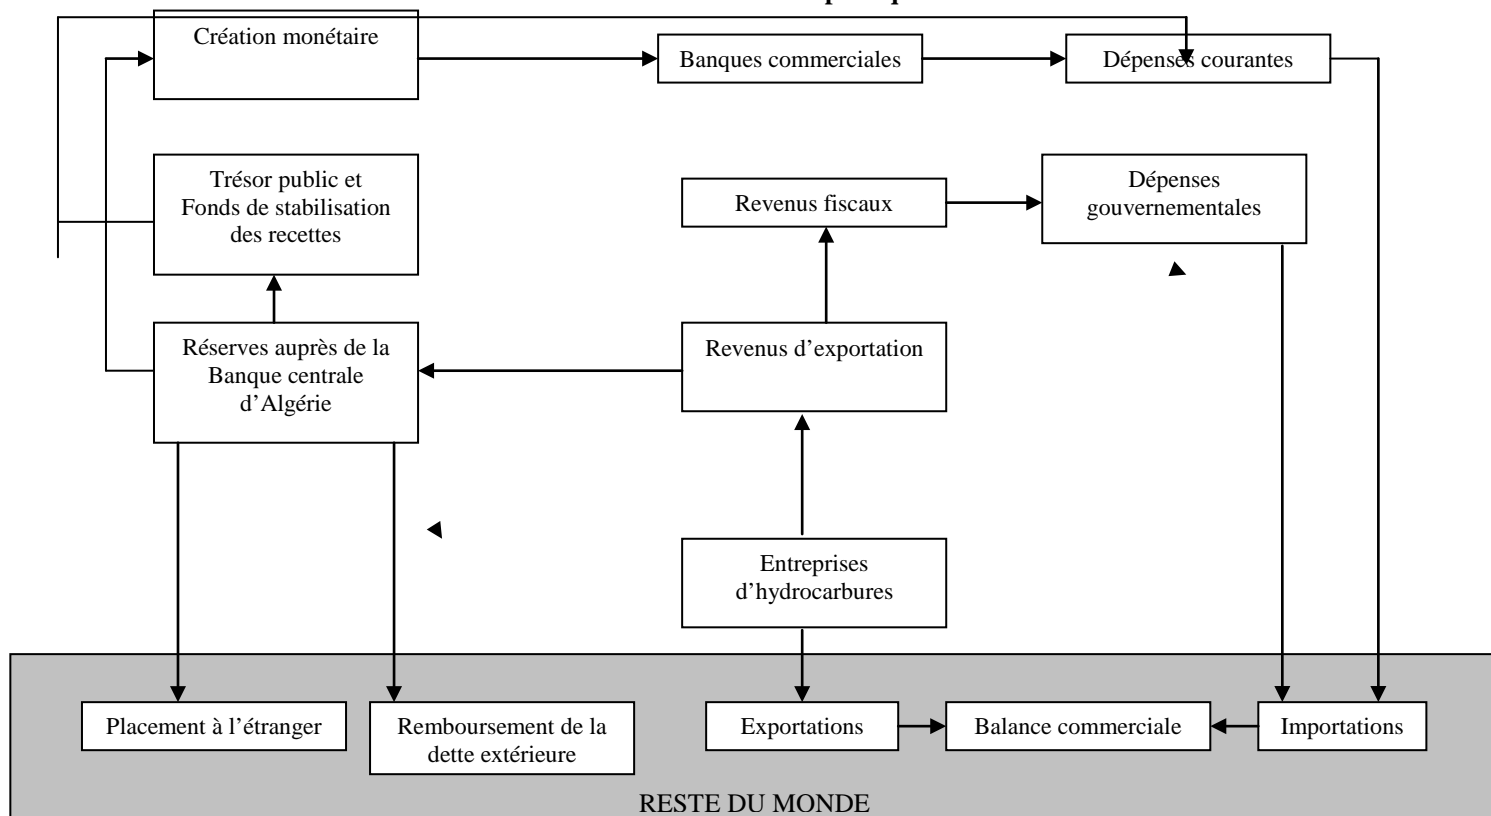 Création monétaire
Banques commerciales
Dépenses courantes
Trésor public et
Fonds de stabilisation
des recettes
Revenus fiscaux
Dépenses
gouvernementales
Réserves auprès de la
Banque centrale
d’Algérie
Revenus d’exportation
Entreprises
d’hydrocarbures
Placement à l’étranger
Remboursement de la
dette extérieure
Exportations
Balance commerciale
Importations
RESTE DU MONDE